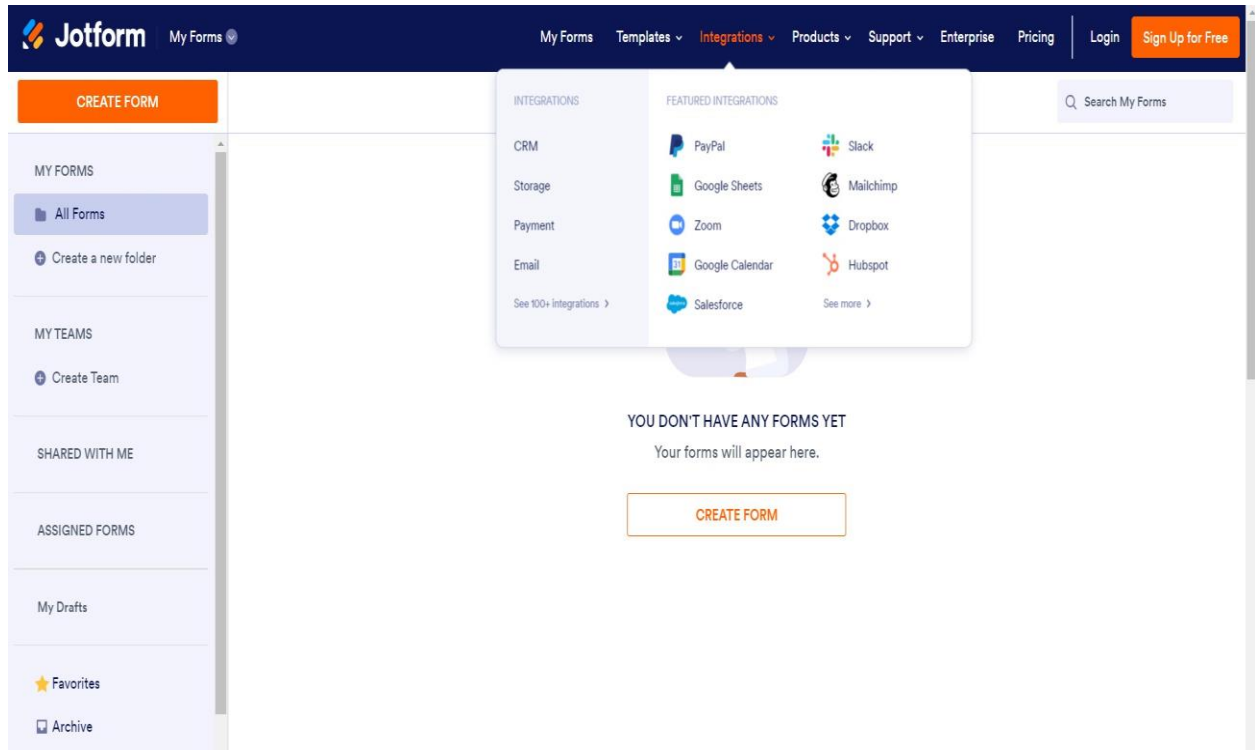 Jotform My Forms
My Forms Templates Integrations Products Support Enterprise Pricing Login Sign Up for Free
CREATE FORM
Search My Forms
INTEGRATIONS
CRM
Storage
Payment
Email
See 100+ integrations >
FEATURED INTEGRATIONS
PayPal Slack
Google Sheets Mailchimp
Zoom Dropbox
31 Google Calendar Hubspot
Salesforce See more >
MY FORMS
All Forms
Create a new folder
MY TEAMS
Create Team
SHARED WITH ME
ASSIGNED FORMS
My Drafts
Favorites
Archive
YOU DON'T HAVE ANY FORMS YET
Your forms will appear here.
CREATE FORM